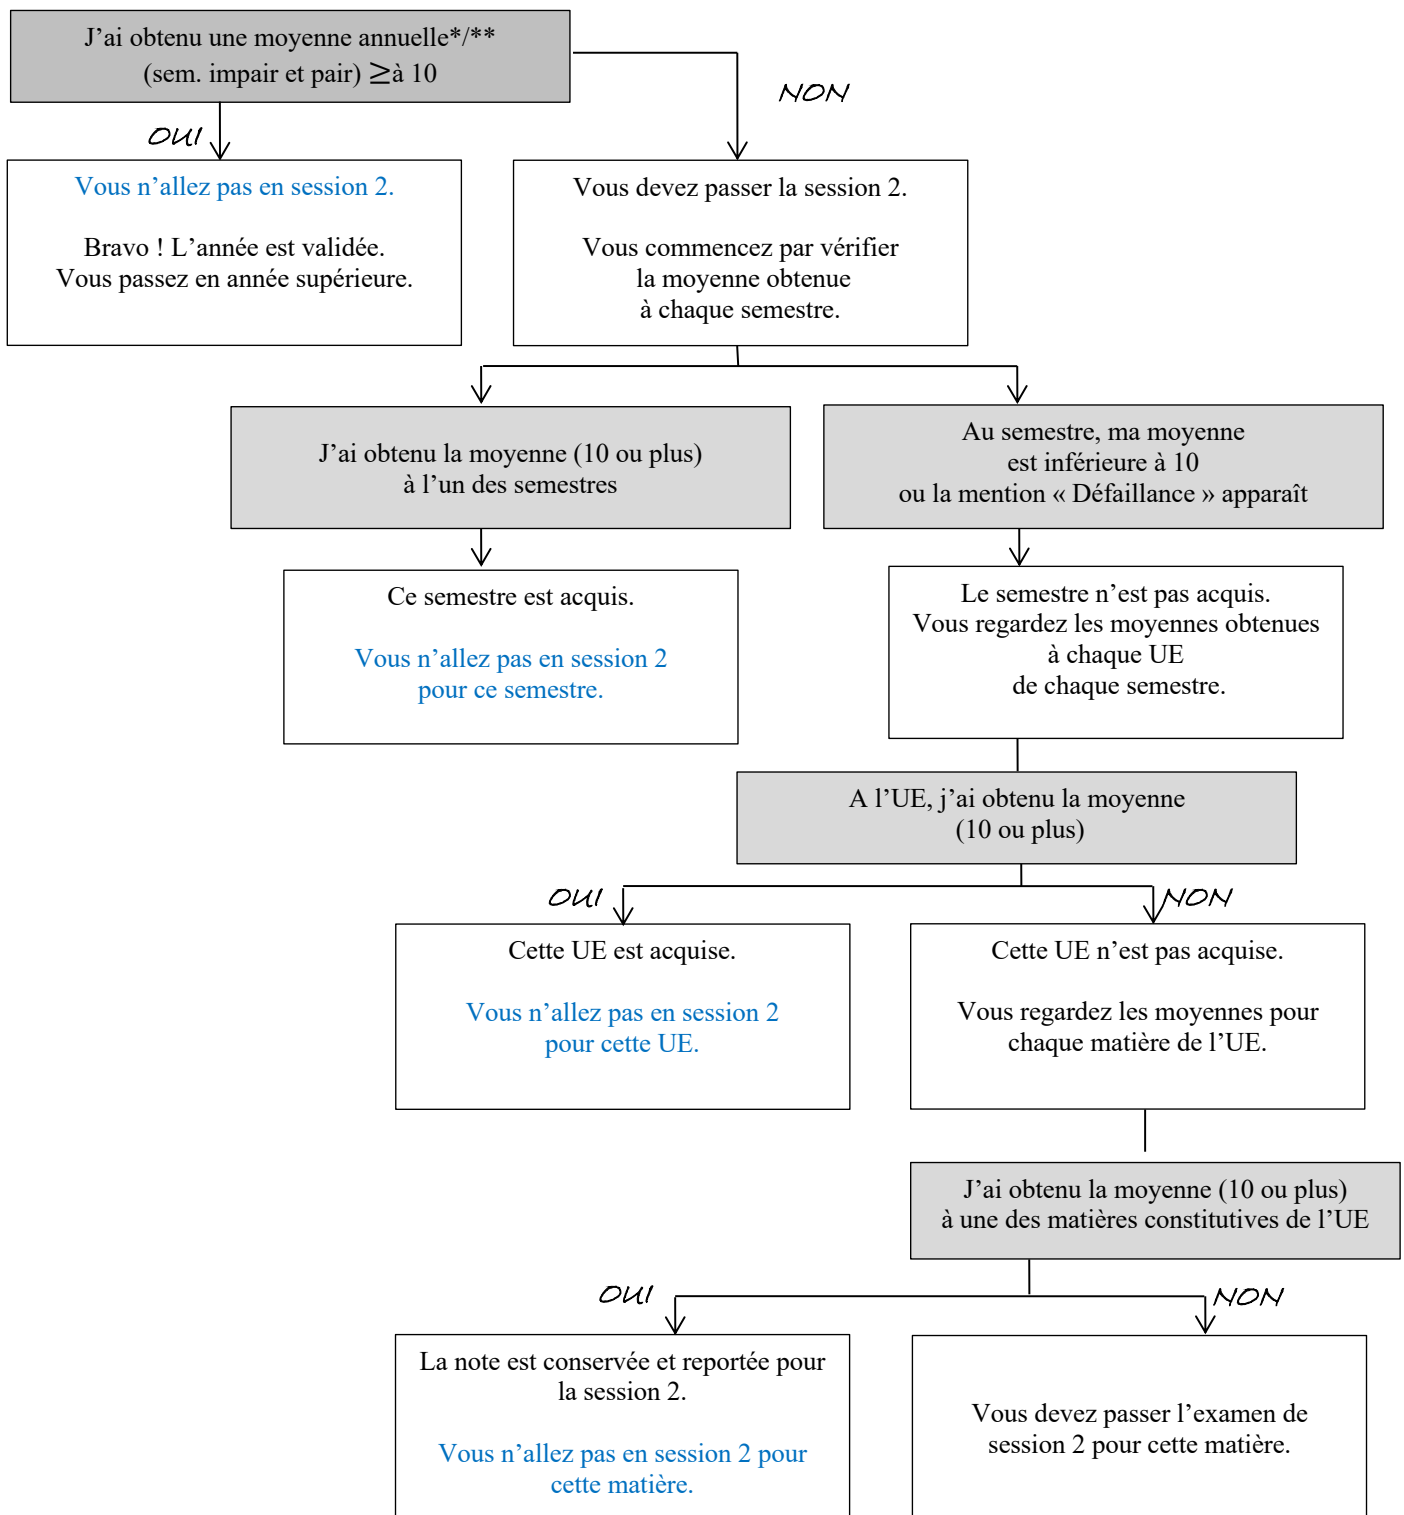 J’ai obtenu une moyenne annuelle*/**
(sem. impair et pair) ≥à 10
NON
OUI
Vous n’allez pas en session 2.
Bravo ! L’année est validée.
Vous passez en année supérieure.
Vous devez passer la session 2.
Vous commencez par vérifier
la moyenne obtenue
à chaque semestre.
J’ai obtenu la moyenne (10 ou plus)
à l’un des semestres
Au semestre, ma moyenne
est inférieure à 10
ou la mention « Défaillance » apparaît
Ce semestre est acquis.
Vous n’allez pas en session 2
pour ce semestre.
Le semestre n’est pas acquis.
Vous regardez les moyennes obtenues
à chaque UE
de chaque semestre.
A l’UE, j’ai obtenu la moyenne
(10 ou plus)
OUI
NON
Cette UE est acquise.
Vous n’allez pas en session 2
pour cette UE.
Cette UE n’est pas acquise.
Vous regardez les moyennes pour
chaque matière de l’UE.
J’ai obtenu la moyenne (10 ou plus)
à une des matières constitutives de l’UE
OUI
NON
La note est conservée et reportée pour
la session 2.
Vous n’allez pas en session 2 pour
cette matière.
Vous devez passer l’examen de
session 2 pour cette matière.